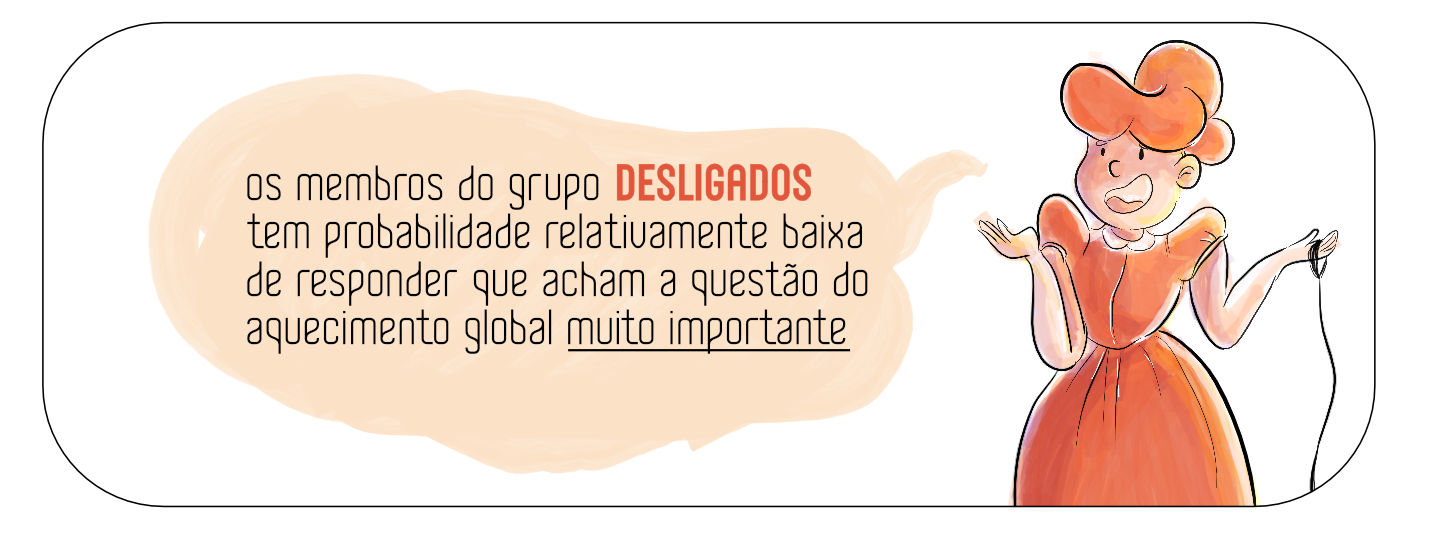 os membros do grupo DESLIGADOS
tem probabilidade relativamente baixa
de responder que acham a questão do
aquecimento global muito importante